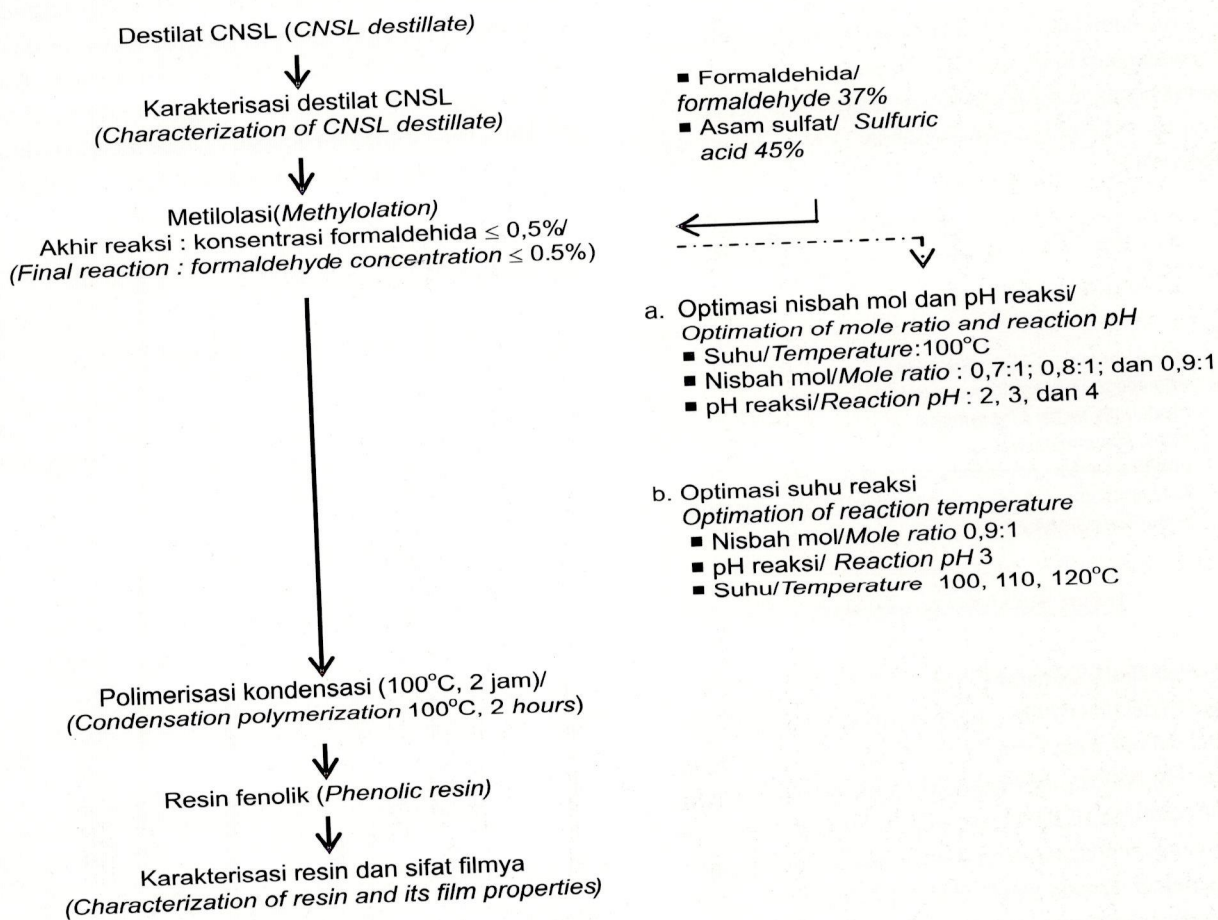 Destilat CNSL (CNSL destillate)
Karakterisasi destilat CNSL
(Characterization of CNSL destillate)
Metilolasi(Methylolation)
Akhir reaksi : konsentrasi formaldehida ≤ 0,5%/
(Final reaction : formaldehyde concentration ≤ 0.5%)
■ Formaldehida/
formaldehyde 37%
■ Asam sulfat/ Sulfuric
acid 45%
a. Optimasi nisbah mol dan pH reaksi/
Optimation of mole ratio and reaction pH
■ Suhu/Temperature:100°C
■ Nisbah mol/Mole ratio : 0,7:1; 0,8:1; dan 0,9:1
■ pH reaksi/Reaction pH : 2, 3, dan 4
b. Optimasi suhu reaksi
Optimation of reaction temperature
■ Nisbah mol/Mole ratio 0,9:1
■ pH reaksi/ Reaction pH 3
■ Suhu/Temperature 100, 110, 120°C
Polimerisasi kondensasi (100°C, 2 jam)/
(Condensation polymerization 100°C, 2 hours)
Resin fenolik (Phenolic resin)
Karakterisasi resin dan sifat filmya
(Characterization of resin and its film properties)